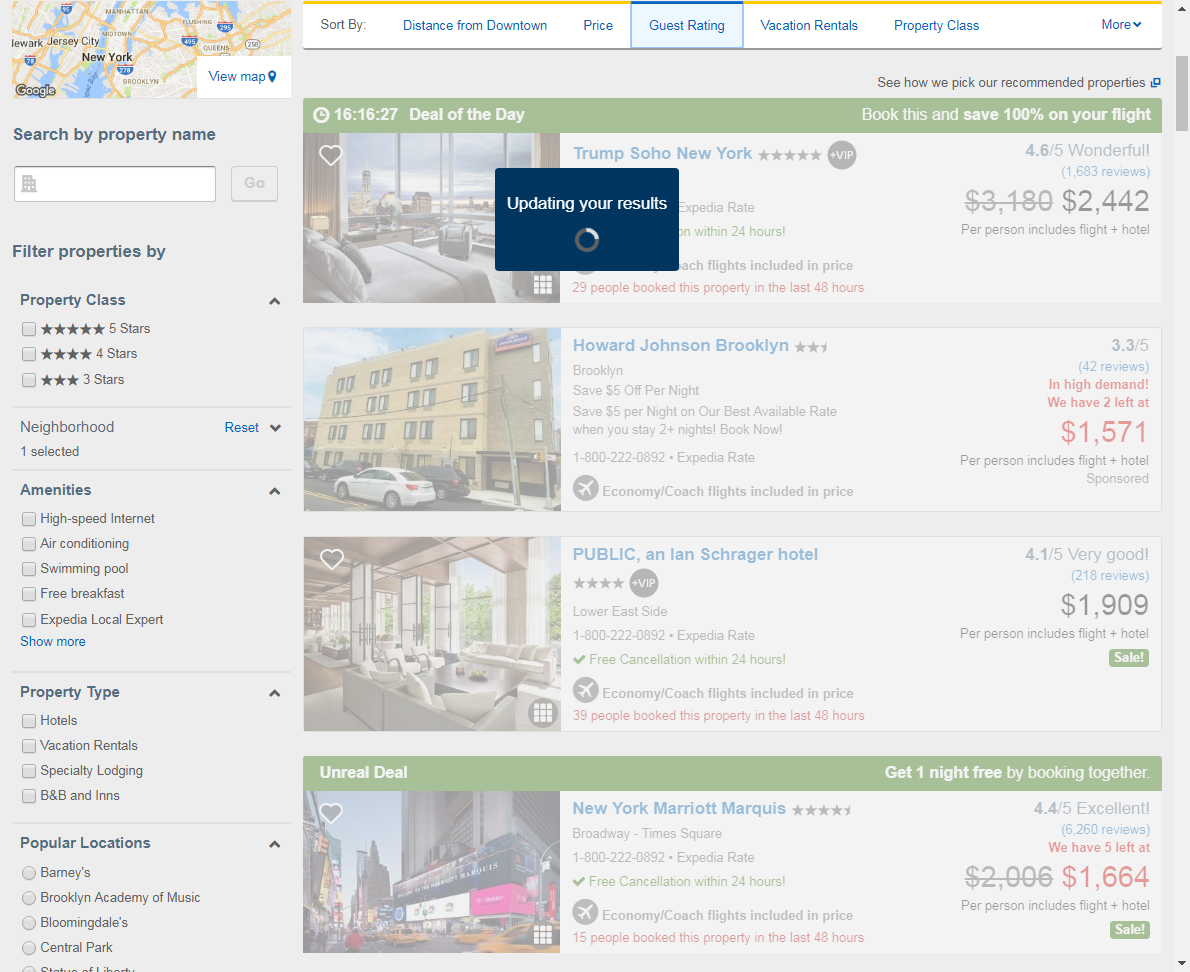 MANHATTAN
MIDTOWN
FLUSHING
95
295
495
258
QUEENS
ewark
Jersey City
New York
78
278
BROOKLYN
Google
View map
Search by property name
Go
Filter properties by
Property Class
★★★★★ 5 Stars
★★★★ 4 Stars
★★★ 3 Stars
Neighborhood
Reset
1 selected
Amenities
High-speed Internet
Air conditioning
Swimming pool
Free breakfast
Expedia Local Expert
Show more
Property Type
Hotels
Vacation Rentals
Specialty Lodging
B&B and Inns
Popular Locations
Barney's
Brooklyn Academy of Music
Bloomingdale's
Central Park
Statue of Liberty
Sort By:
Distance from Downtown
Price
Guest Rating
Vacation Rentals
Property Class
More
See how we pick our recommended properties
16:16:27 Deal of the Day
Book this and save 100% on your flight
Trump Soho New York ★★★★★ +VIP
Updating your results
Expedia Rate
on within 24 hours!
ch flights included in price
29 people booked this property in the last 48 hours
4.6/5 Wonderful!
(1,683 reviews)
$3,180 $2,442
Per person includes flight + hotel
Howard Johnson Brooklyn
Brooklyn
Save $5 Off Per Night
Save $5 per Night on Our Best Available Rate
when you stay 2+ nights! Book Now!
1-800-222-0892 • Expedia Rate
Economy/Coach flights included in price
3.3/5
(42 reviews)
In high demand!
We have 2 left at
$1,571
Per person includes flight + hotel
Sponsored
PUBLIC, an Ian Schrager hotel
★★★★ +VIP
Lower East Side
1-800-222-0892 • Expedia Rate
Free Cancellation within 24 hours!
Economy/Coach flights included in price
39 people booked this property in the last 48 hours
4.1/5 Very good!
(218 reviews)
$1,909
Per person includes flight + hotel
Sale!
Unreal Deal
Get 1 night free by booking together.
New York Marriott Marquis
Broadway - Times Square
1-800-222-0892 • Expedia Rate
Free Cancellation within 24 hours!
Economy/Coach flights included in price
15 people booked this property in the last 48 hours
4.4/5 Excellent!
(6,260 reviews)
We have 5 left at
$2,006 $1,664
Per person includes flight + hotel
Sale!